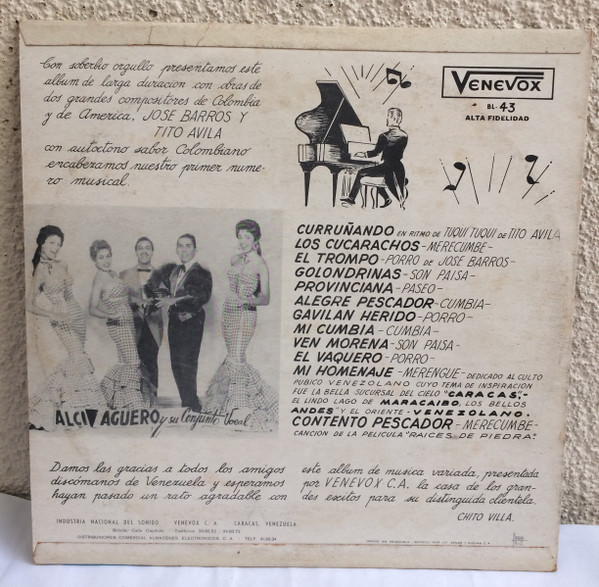 Con soberbio orgullo presentamos este
album de larga duracion con obras de
dos grandes compositores de Colombia
y de America, JOSE BARROS Y
TITO AVILA
con autoctono sabor Colombiano
encabezamos nuestro primer nume-
ro musical.
VENEVOX
BL-43
ALTA FIDELIDAD
CURRUÑANDO EN RITMO DE TUQUI TUQUI DE TITO AVILA
LOS CUCARACHOS-MERECUMBE-
EL TROMPO-PORRO DE JOSE BARROS-
GOLONDRINAS-SON PAISA-
PROVINCIANA-PASEO-
ALEGRE PESCADOR-CUMBIA-
GAVILAN HERIDO-PORRO-
MI CUMBIA-CUMBIA-
VEN MORENA-SON PAISA-
EL VAQUERO-PORRO-
MI HOMENAJE-MERENGUE-DEDICADO AL CULTO
PUBICO VENEZOLANO CUYO TEMA DE INSPIRACION
FUE LA BELLA SUCURSAL DEL CIELO "CARACAS",-
EL LINDO LAGO DE MARACAIBO, LOS BELLOS
ANDES" Y EL ORIENTE-VENEZOLANO.
CONTENTO PESCADOR-MERECUMBE-
CANCION DE LA PELICULA "RAICES DE PIEDRA".
ALCI AGUERO y su Conjunto Vocal
Damos las gracias a todos los amigos
discómanos de Venezuela y esperamos
hayan pasado un rato agradable con
este album de musica variada, presentada
por VENEVOX C.A. la casa de los gran-
des exitos para su distinguida clientela.
CHITO VILLA.
INDUSTRIA NACIONAL DEL SONIDO VENEVOX C. A. CARACAS, VENEZUELA
DISTRIBUIDORES COMERCIAL ALMACENES ELECTRONICOS C. A.